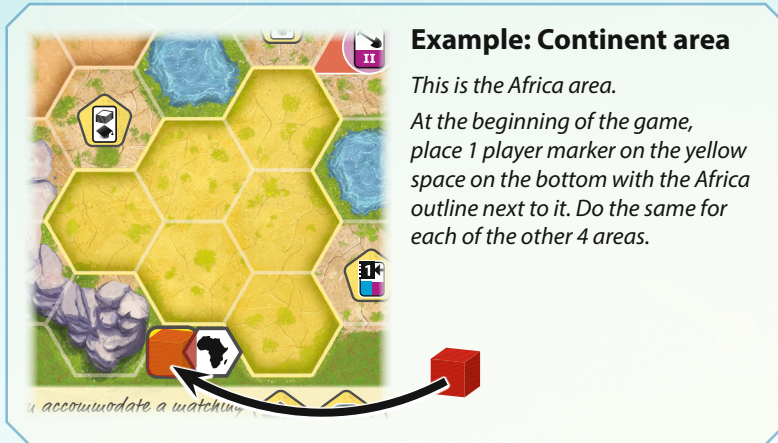 Example: Continent area
This is the Africa area.
At the beginning of the game,
place 1 player marker on the yellow
space on the bottom with the Africa
outline next to it. Do the same for
each of the other 4 areas.
II
1
accommodate a matching